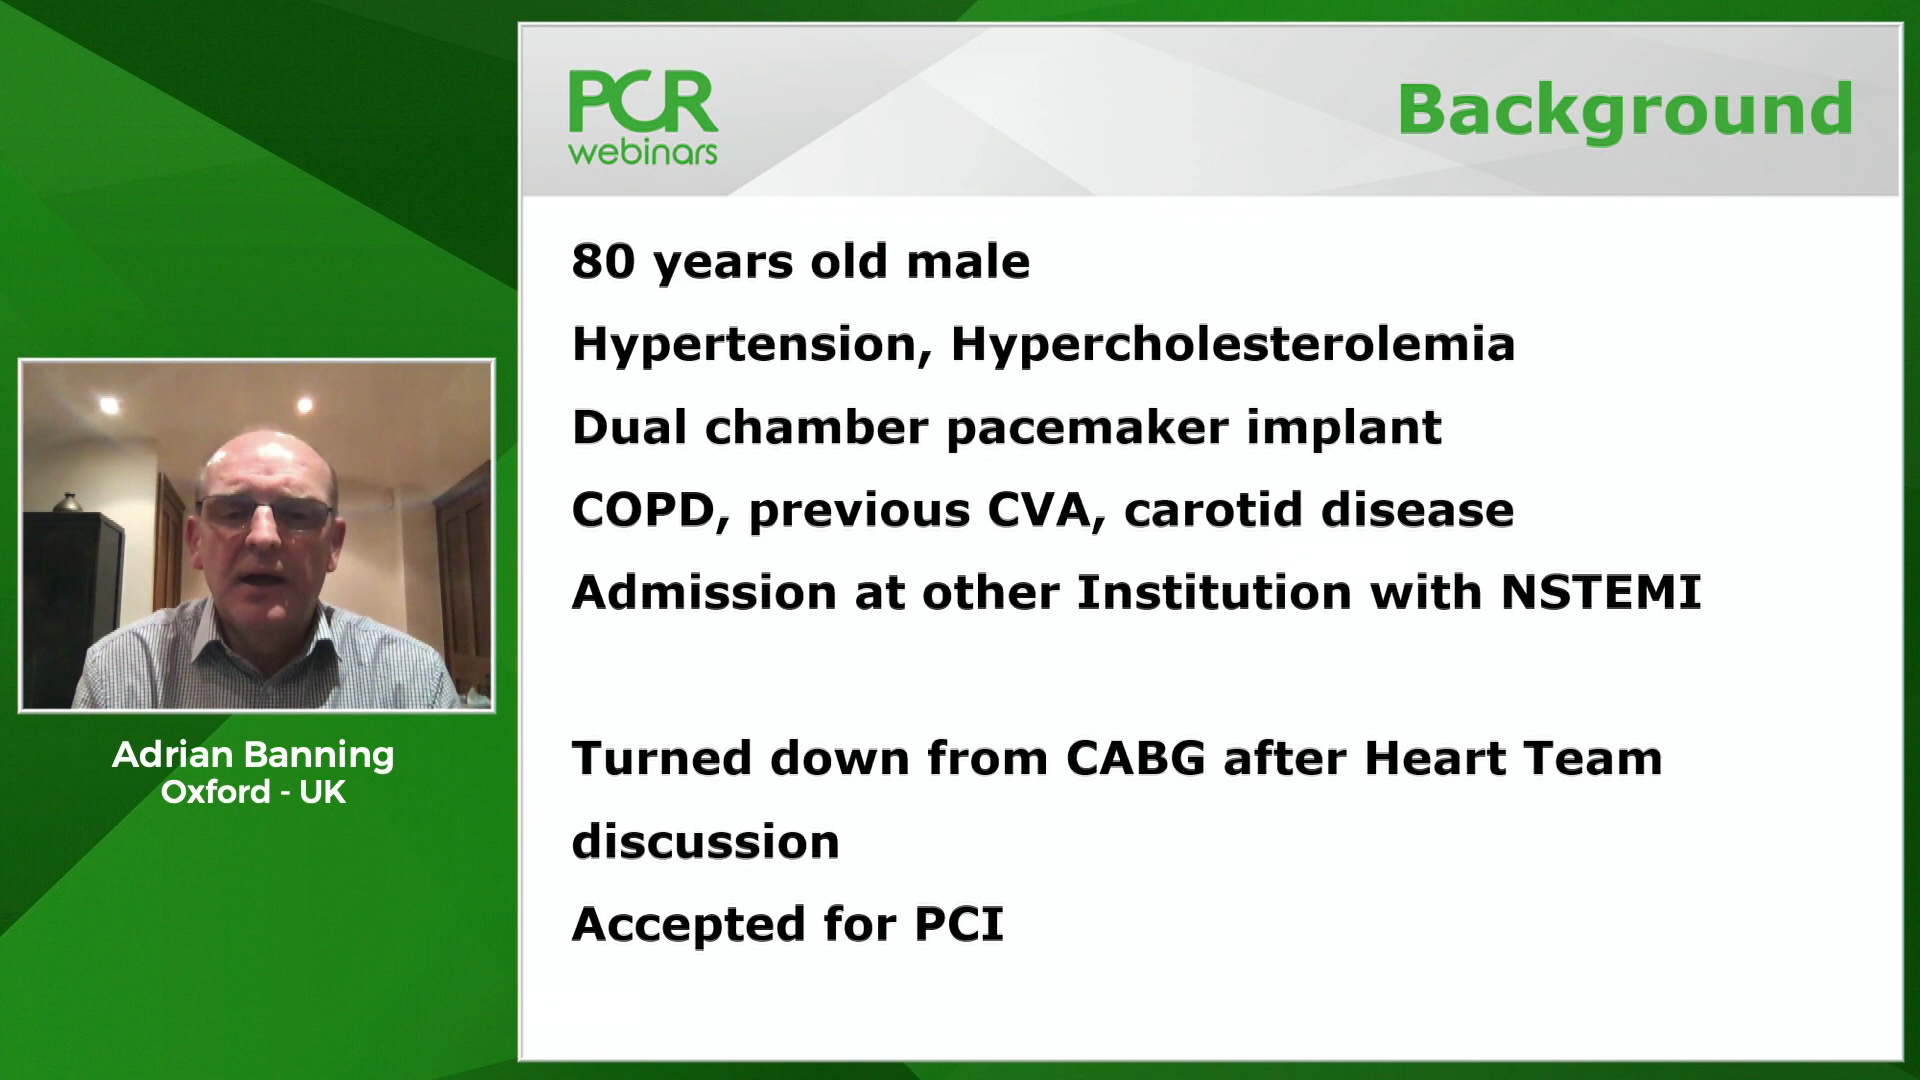 PCR
webinars
Background
80 years old male
Hypertension, Hypercholesterolemia
Dual chamber pacemaker implant
COPD, previous CVA, carotid disease
Admission at other Institution with NSTEMI
Turned down from CABG after Heart Team
discussion
Accepted for PCI
Adrian Banning
Oxford - UK